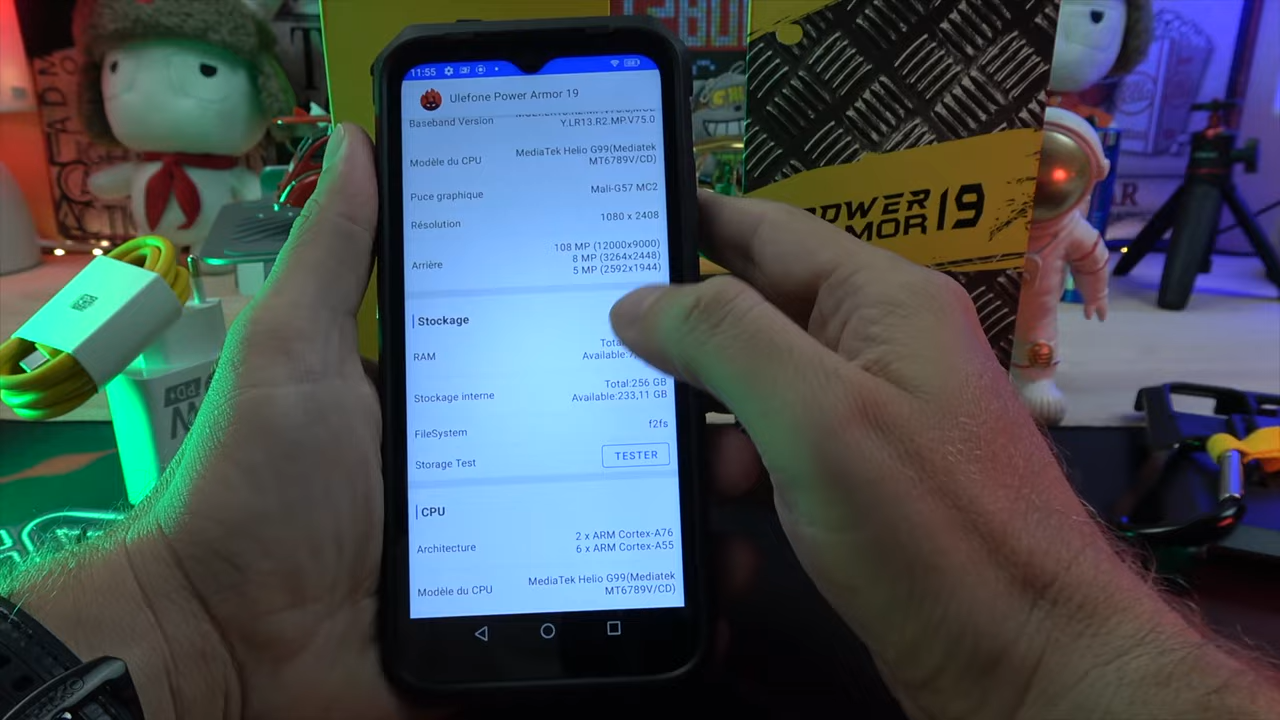 11:55
Ulefone Power Armor 19
Baseband Version
Y.LR13.R2.MP.V75.0
Modèle du CPU
MediaTek Helio G99(Mediatek
MT6789V/CD)
Puce graphique
Mali-G57 MC2
Résolution
1080 x 2408
Arrière
108 MP (12000x9000)
8 MP (3264x2448)
5 MP (2592x1944)
Stockage
RAM
Available:7,
Stockage interne
Total:256 GB
Available:233,11 GB
FileSystem
f2fs
Storage Test
TESTER
CPU
Architecture
2 x ARM Cortex-A76
6 x ARM Cortex-A55
Modèle du CPU
MediaTek Helio G99(Mediatek
MT6789V/CD)
POWER
ARMOR 19
PD+